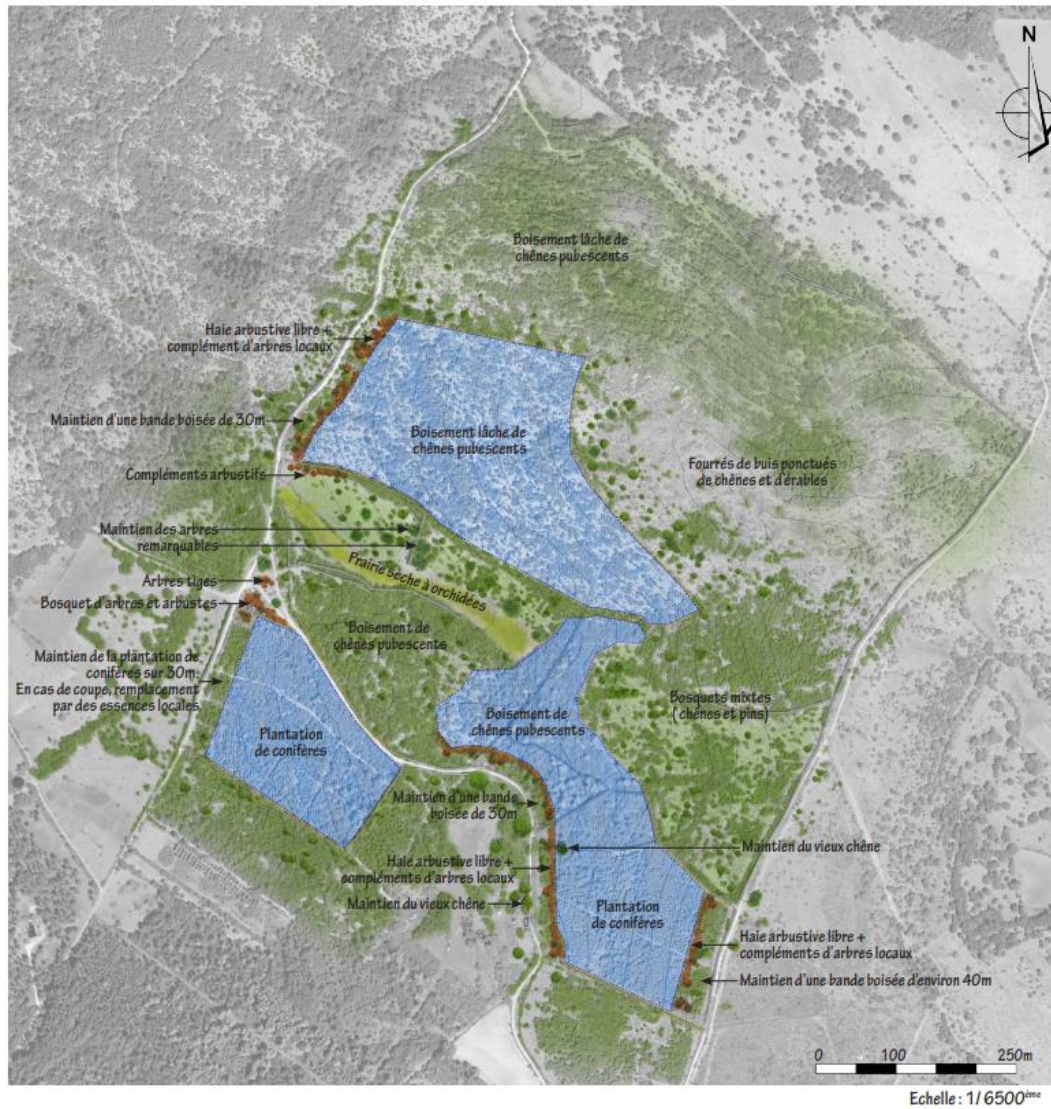 N
Boisement lâche de
chênes pubescents
Haie arbustive libre +
complément d'arbres locaux
Maintien d'une bande boisée de 30m
Boisement lâche de
chênes pubescents
Fourrés de buis ponctués
de chênes et d'érables
Compléments arbustifs
Maintien des arbres
remarquables
Prairie sèche à orchidées
Arbres tiges
Bosquet d'arbres et arbustes
Boisement de
chênes pubescents
Maintien de la plantation de
conifères sur 30m.
En cas de coupe, remplacement
par des essences locales
Bosquets mixtes
( chênes et pins)
Boisement de
chênes pubescents
Plantation
de conifères
Maintien d'une bande
boisée de 30m
Maintien du vieux chêne
Haie arbustive libre +
compléments d'arbres locaux
Maintien du vieux chêne
Plantation
de conifères
Haie arbustive libre +
compléments d'arbres locaux
Maintien d'une bande boisée d'environ 40m
0 100 250m
Echelle : 1/ 6500ème